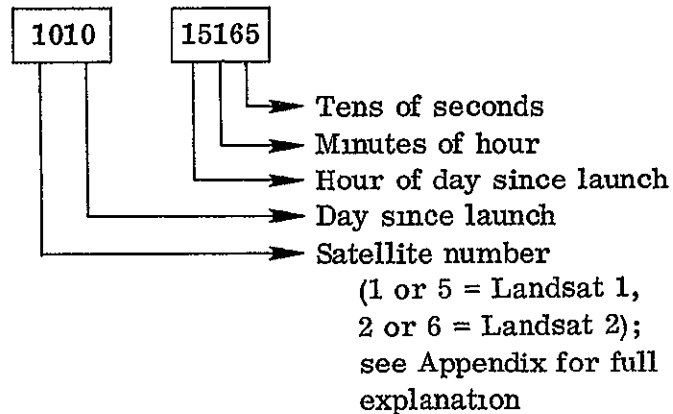 1010 15165
Tens of seconds
Minutes of hour
Hour of day since launch
Day since launch
Satellite number
(1 or 5 = Landsat 1,
2 or 6 = Landsat 2);
see Appendix for full
explanation